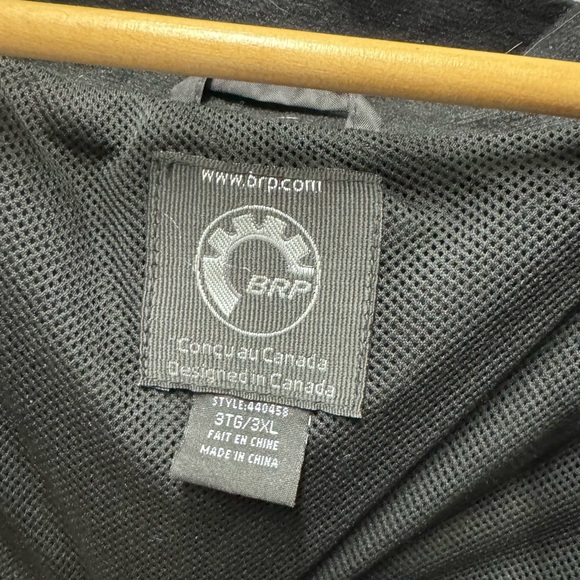 www.brp.com
BRP
Conçu au Canada
Designed in Canada
STYLE:440458
3TG/3XL
FAIT EN CHINE
MADE IN CHINA